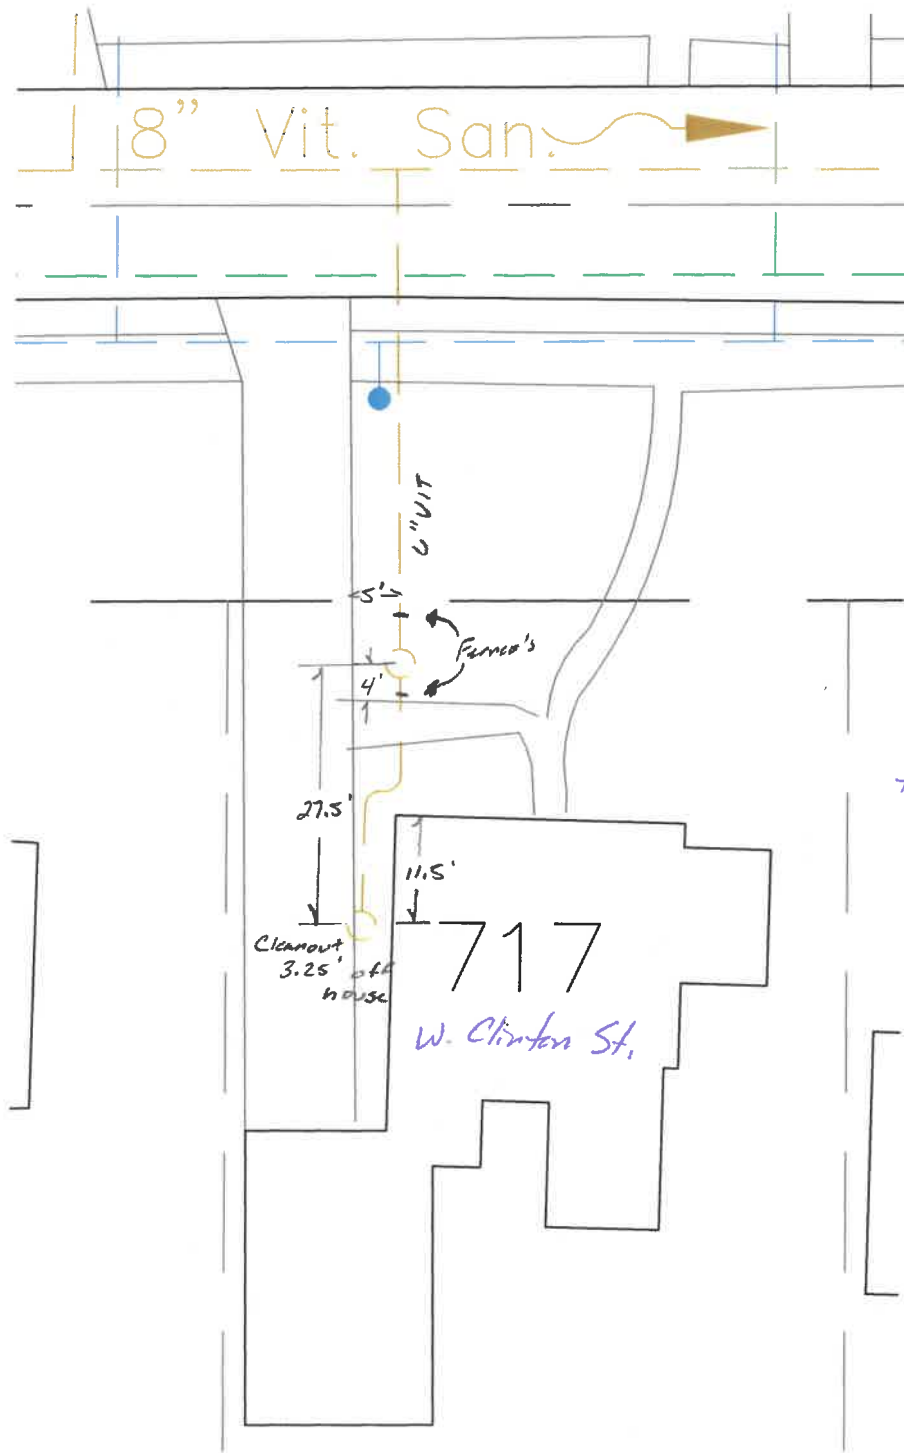 8" Vit. San.
6" VIT
5'
Fernco's
4'
27.5'
11.5'
Cleanout
3.25' off
house
717
W. Clinton St.